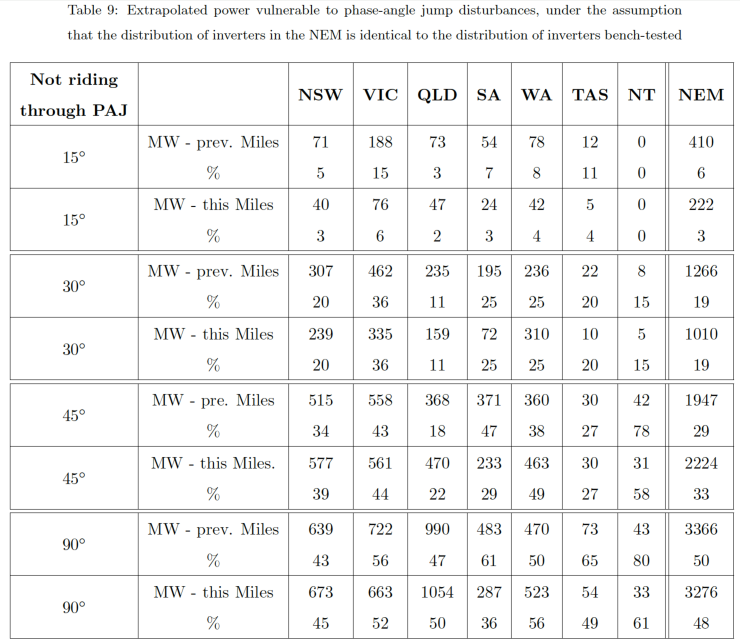 Table 9: Extrapolated power vulnerable to phase-angle jump disturbances, under the assumption
that the distribution of inverters in the NEM is identical to the distribution of inverters bench-tested
Not riding through PAJ NSW VIC QLD SA WA TAS NT NEM
15° MW - prev. Miles 71 188 73 54 78 12 0 410
% 5 15 3 7 8 11 0 6
15° MW - this Miles 40 76 47 24 42 5 0 222
% 3 6 2 3 4 4 0 3
30° MW - prev. Miles 307 462 235 195 236 22 8 1266
% 20 36 11 25 25 20 15 19
30° MW - this Miles 239 335 159 72 310 10 5 1010
% 20 36 11 25 25 20 15 19
45° MW - pre. Miles 515 558 368 371 360 30 42 1947
% 34 43 18 47 38 27 78 29
45° MW - this Miles. 577 561 470 233 463 30 31 2224
% 39 44 22 29 49 27 58 33
90° MW - prev. Miles 639 722 990 483 470 73 43 3366
% 43 56 47 61 50 65 80 50
90° MW - this Miles 673 663 1054 287 523 54 33 3276
% 45 52 50 36 56 49 61 48